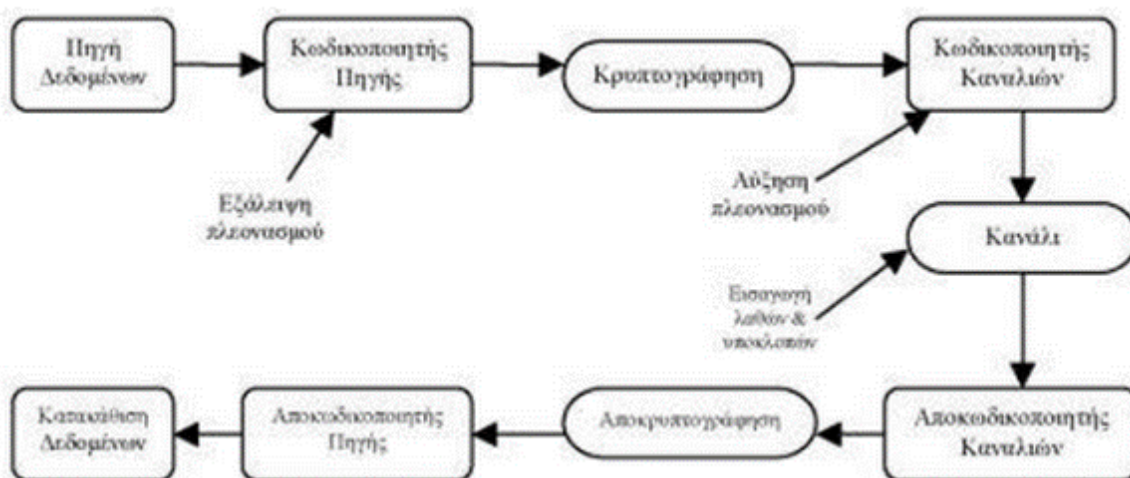 Πηγή
Δεδομένων
Κωδικοποιητής
Πηγής
Κρυπτογράφηση
Κωδικοποιητής
Καναλιών
Εξάλειψη
πλεονασμού
Αύξηση
πλεονασμού
Κανάλι
Εισαγωγή
λαθών &
υποκλοπών
Κατακάθιση
Δεδομένων
Αποκωδικοποιητής
Πηγής
Αποκρυπτογράφηση
Αποκωδικοποιητής
Καναλιών